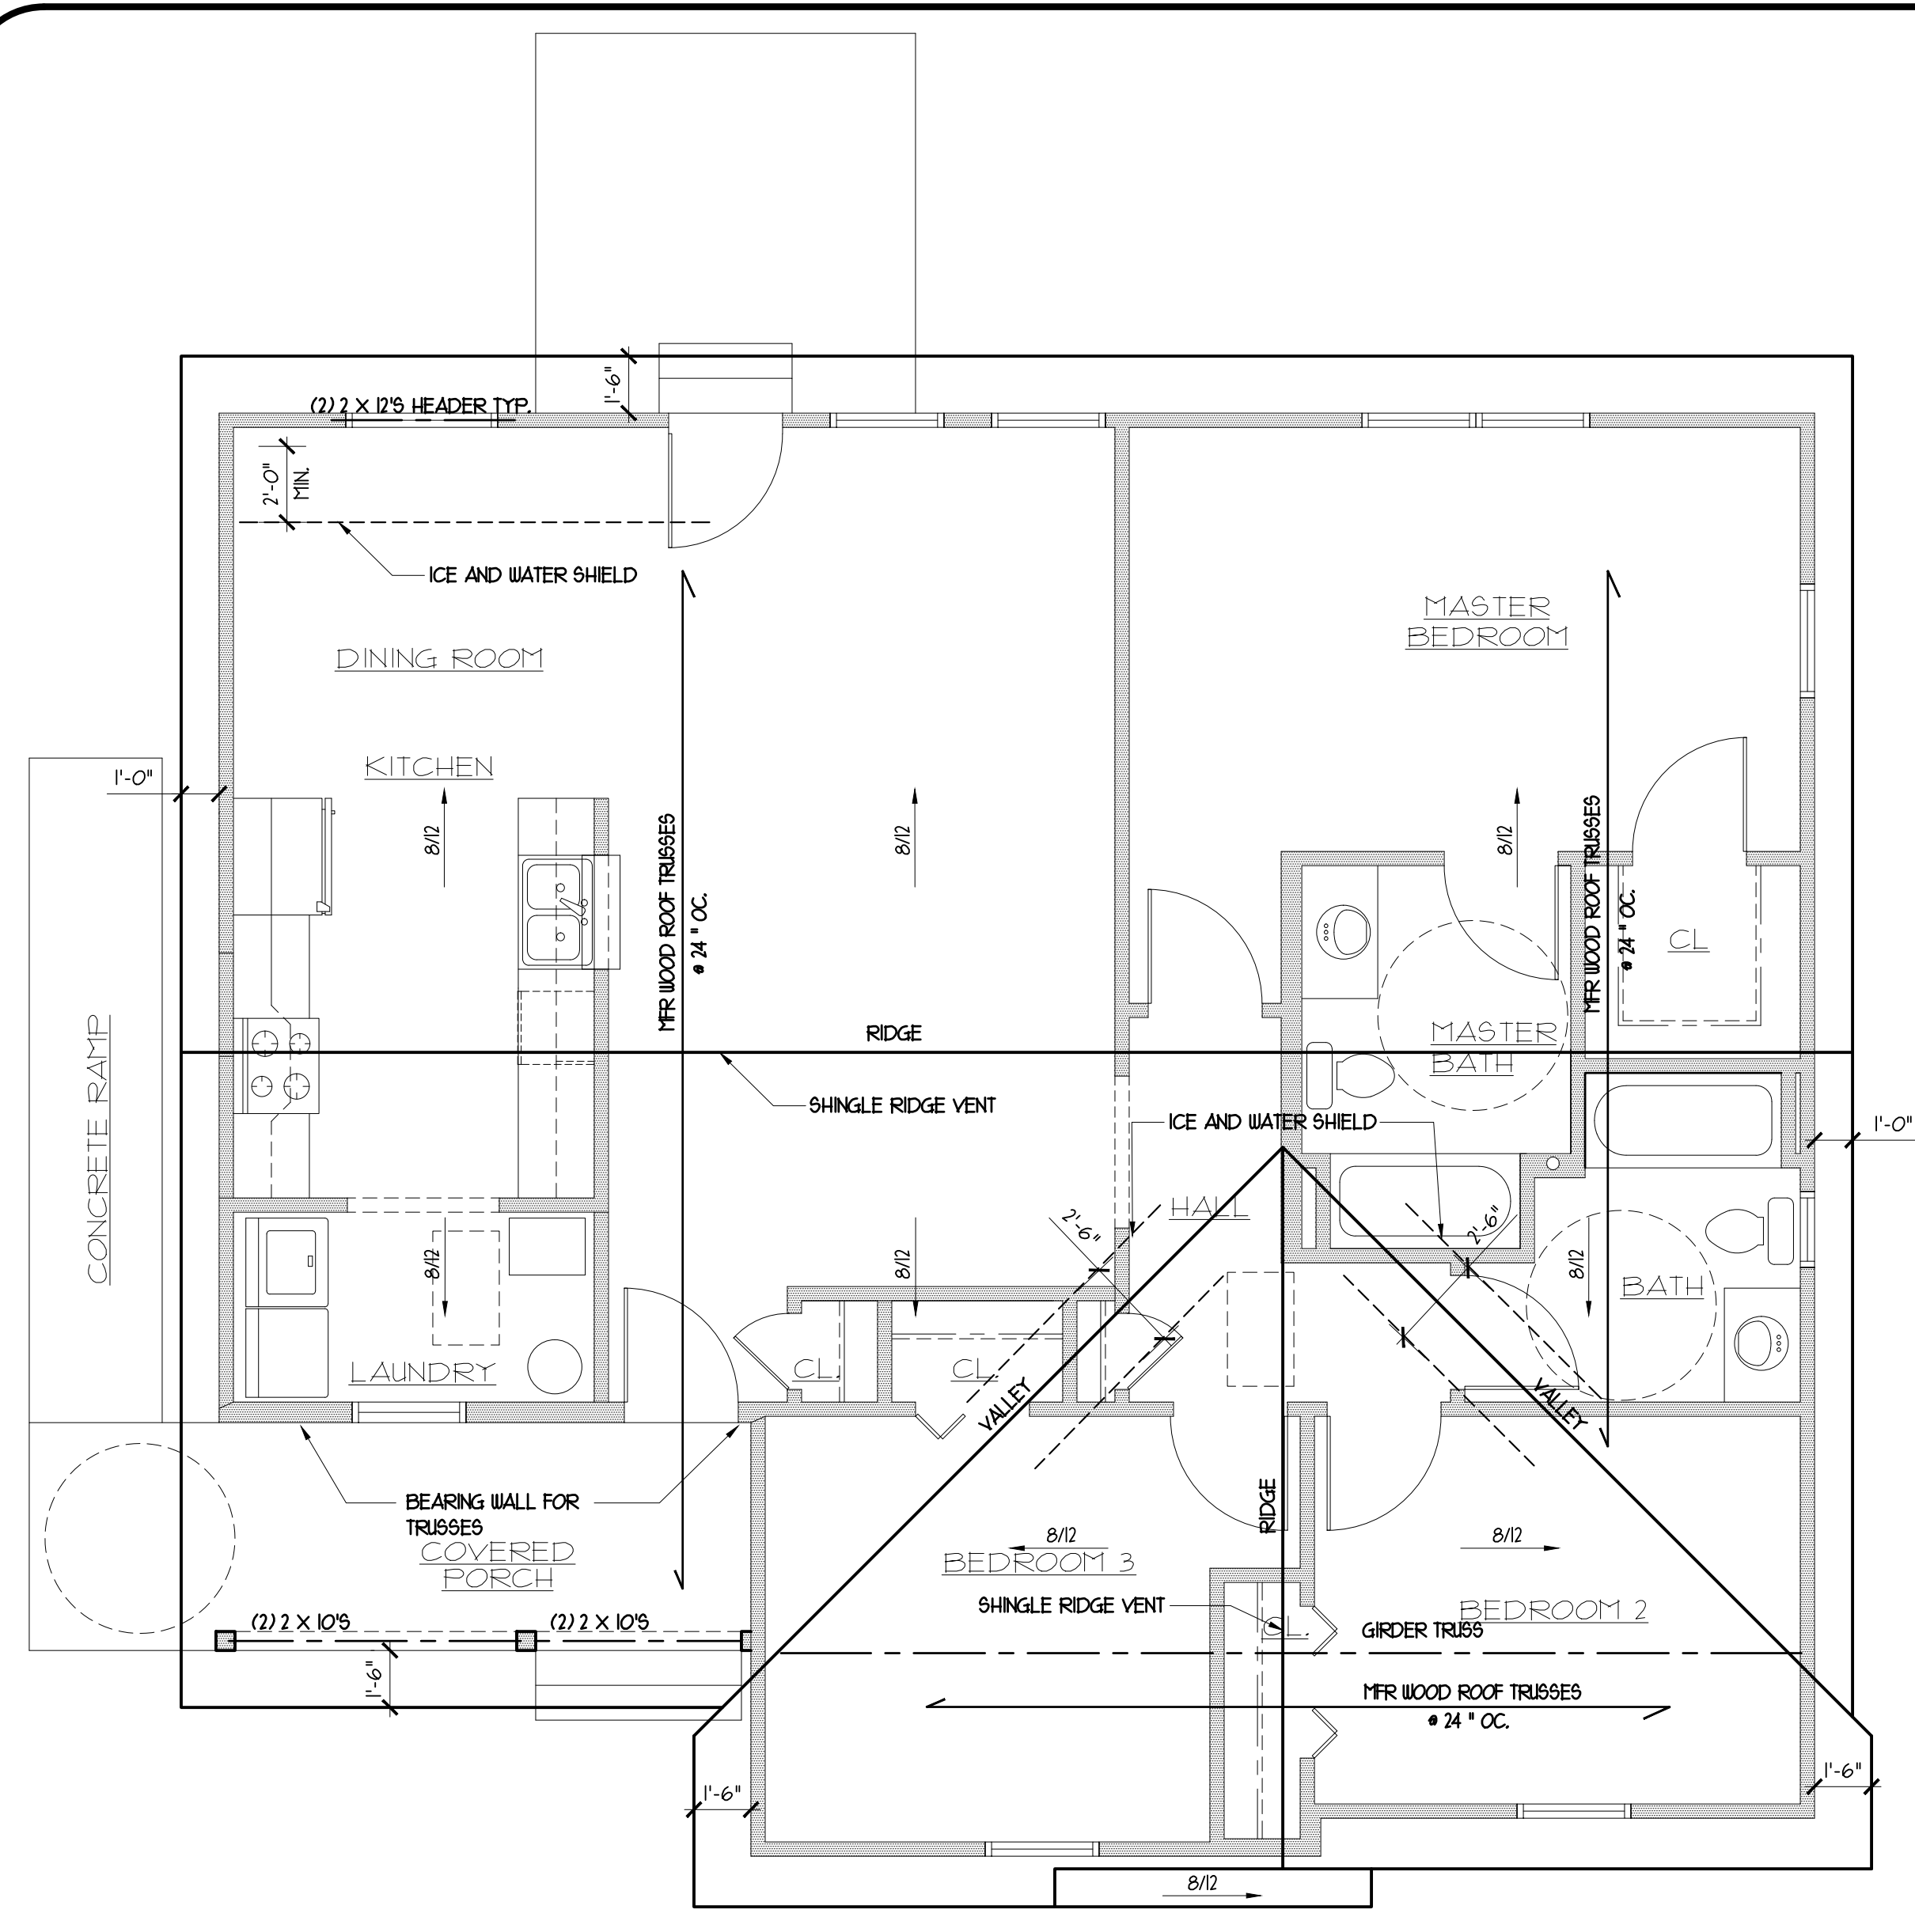 1'-6"
(2) 2 X 12'S HEADER TYP.
2'-0"
MIN.
ICE AND WATER SHIELD
MASTER
BEDROOM
DINING ROOM
KITCHEN
1'-0"
8/12
8/12
8/12
MFR WOOD ROOF TRUSSES
@ 24 " OC.
MFR WOOD ROOF TRUSSES
@ 24 " OC.
CL
RIDGE
MASTER
BATH
SHINGLE RIDGE VENT
ICE AND WATER SHIELD
1'-0"
CONCRETE RAMP
HALL
2'-6"
2'-6"
8/12
8/12
8/12
BATH
LAUNDRY
CL.
CL.
VALLEY
VALLEY
BEARING WALL FOR
TRUSSES
COVERED
PORCH
RIDGE
8/12
BEDROOM 3
8/12
SHINGLE RIDGE VENT
CL.
BEDROOM 2
(2) 2 X 10'S
(2) 2 X 10'S
GIRDER TRUSS
1'-6"
MFR WOOD ROOF TRUSSES
@ 24 " OC.
1'-6"
1'-6"
8/12